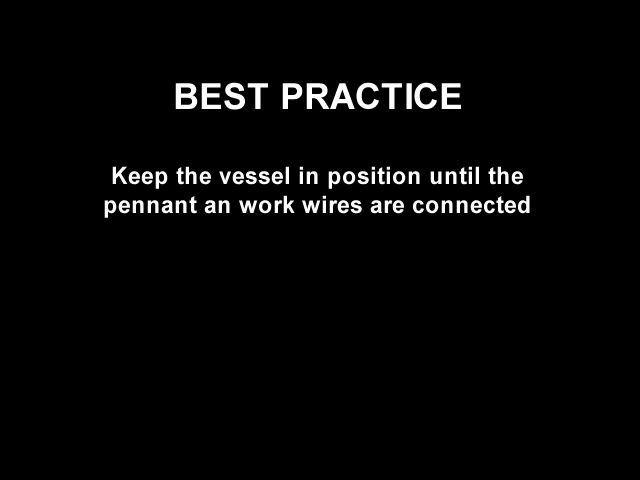 BEST PRACTICE
Keep the vessel in position until the
pennant an work wires are connected